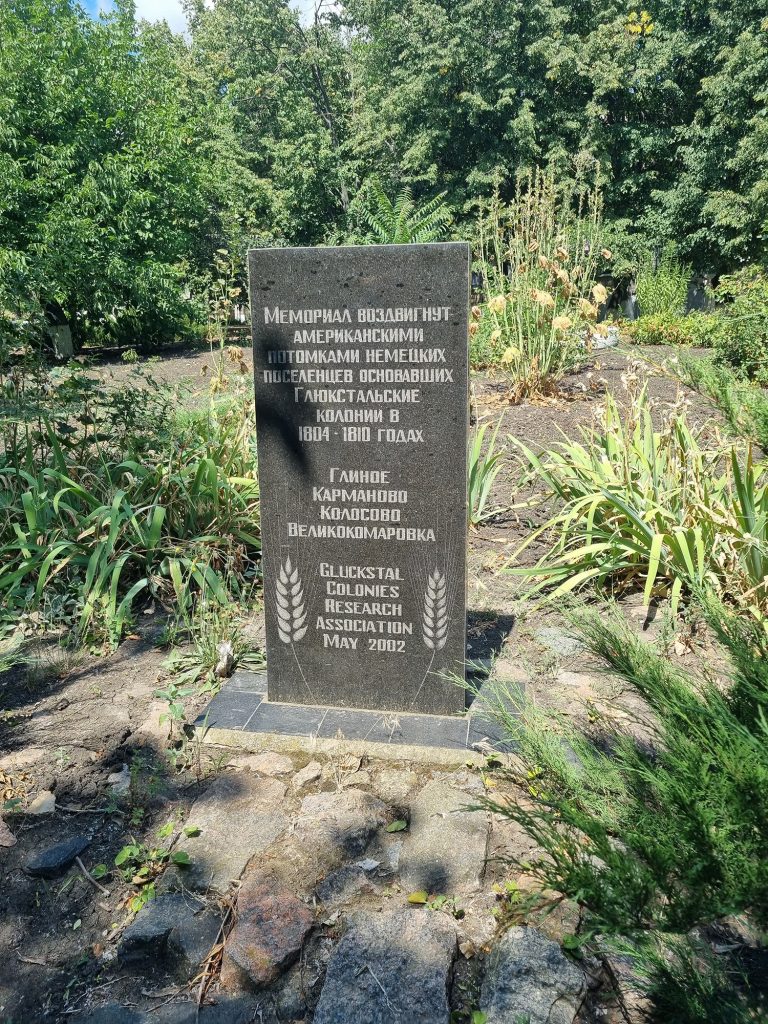 Мемориал воздвигнут
американскими
потомками немецких
поселенцев основавших
Глюкстальские
колонии в
1804 - 1810 годах
Глиное
Карманово
Колосово
Великокомаровка
Gluckstal
Colonies
Research
Association
May 2002